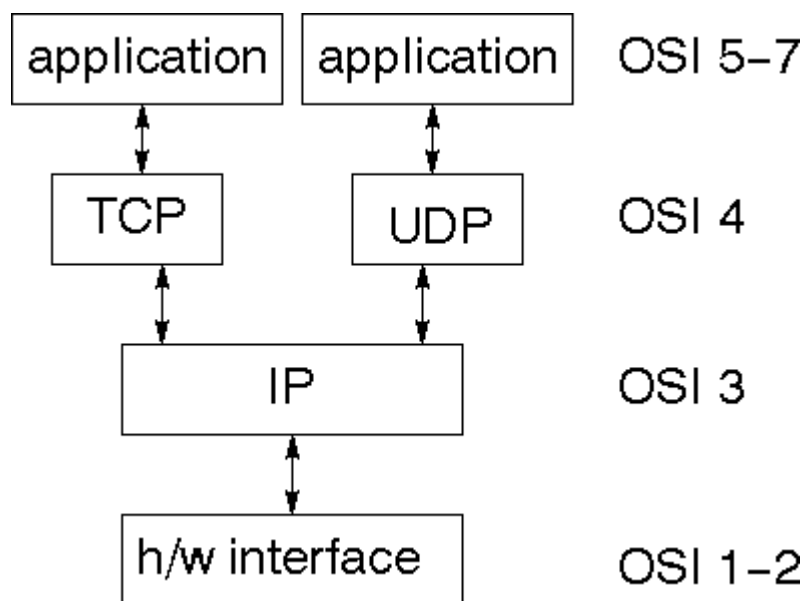 application application OSI 5-7
TCP UDP OSI 4
IP OSI 3
h/w interface OSI 1-2